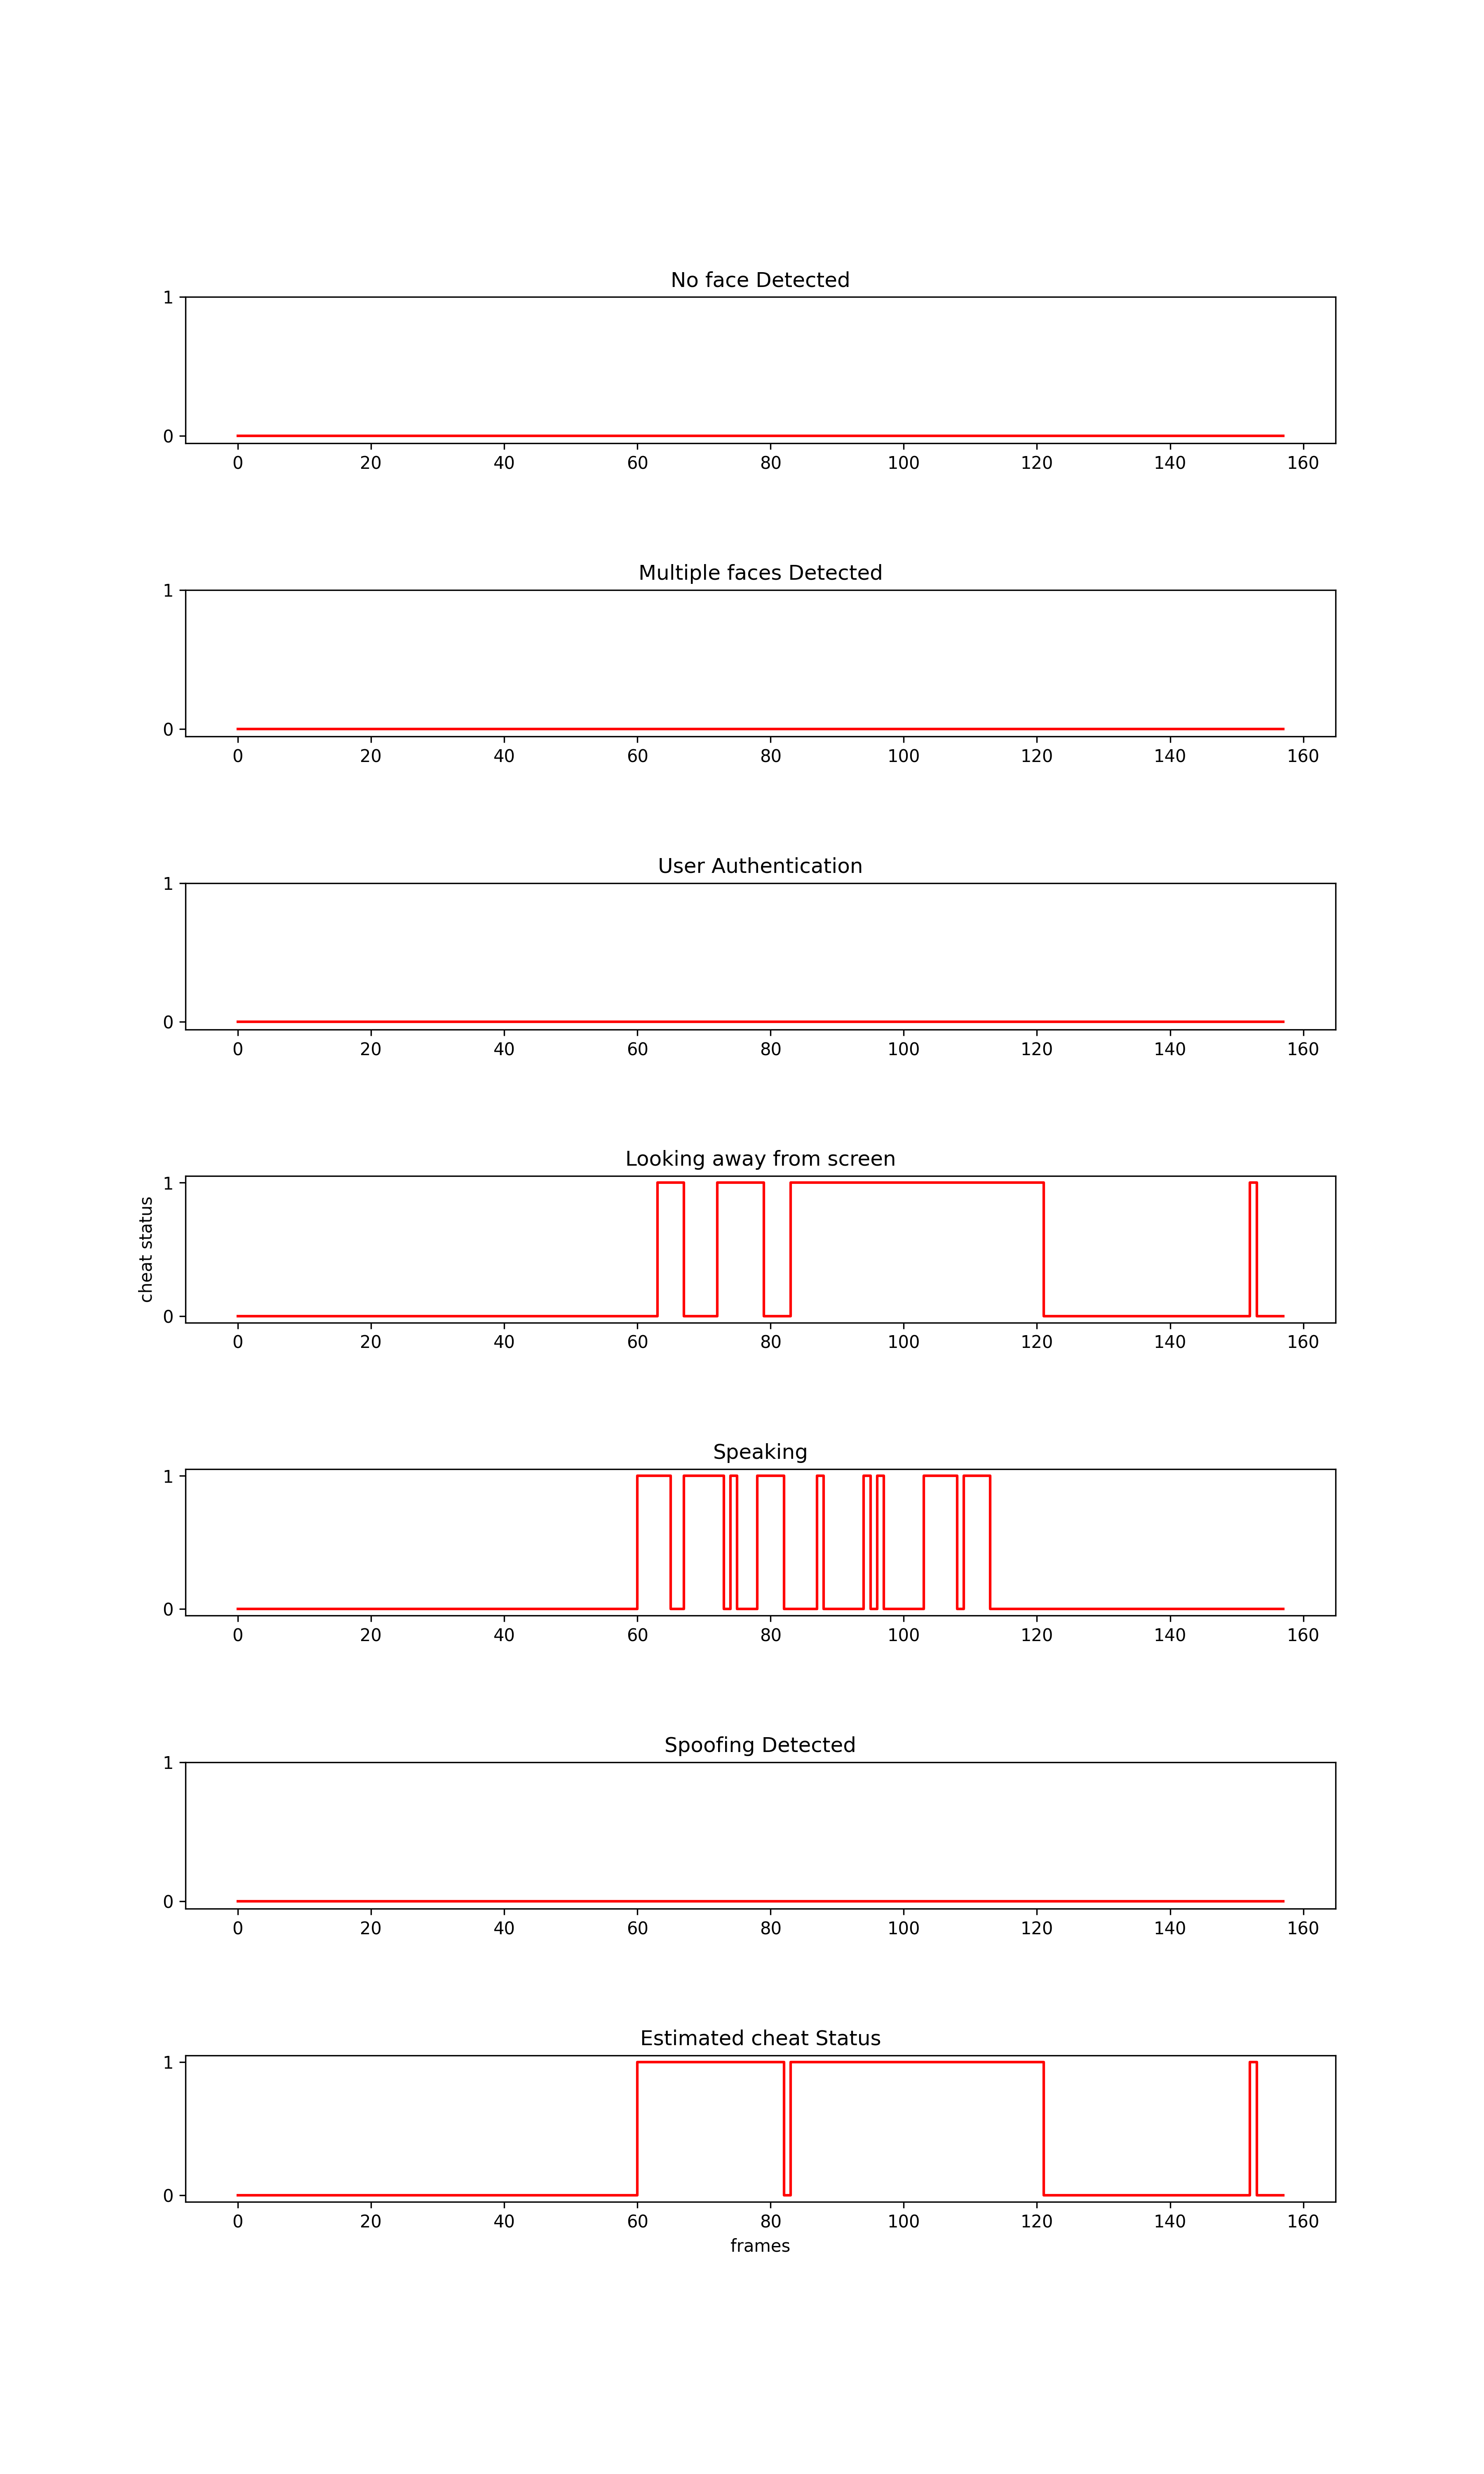 No face Detected
1
0
0 20 40 60 80 100 120 140 160
Multiple faces Detected
1
0
0 20 40 60 80 100 120 140 160
User Authentication
1
0
0 20 40 60 80 100 120 140 160
Looking away from screen
cheat status
1
0
0 20 40 60 80 100 120 140 160
Speaking
1
0
0 20 40 60 80 100 120 140 160
Spoofing Detected
1
0
0 20 40 60 80 100 120 140 160
Estimated cheat Status
1
0
0 20 40 60 80 100 120 140 160
frames